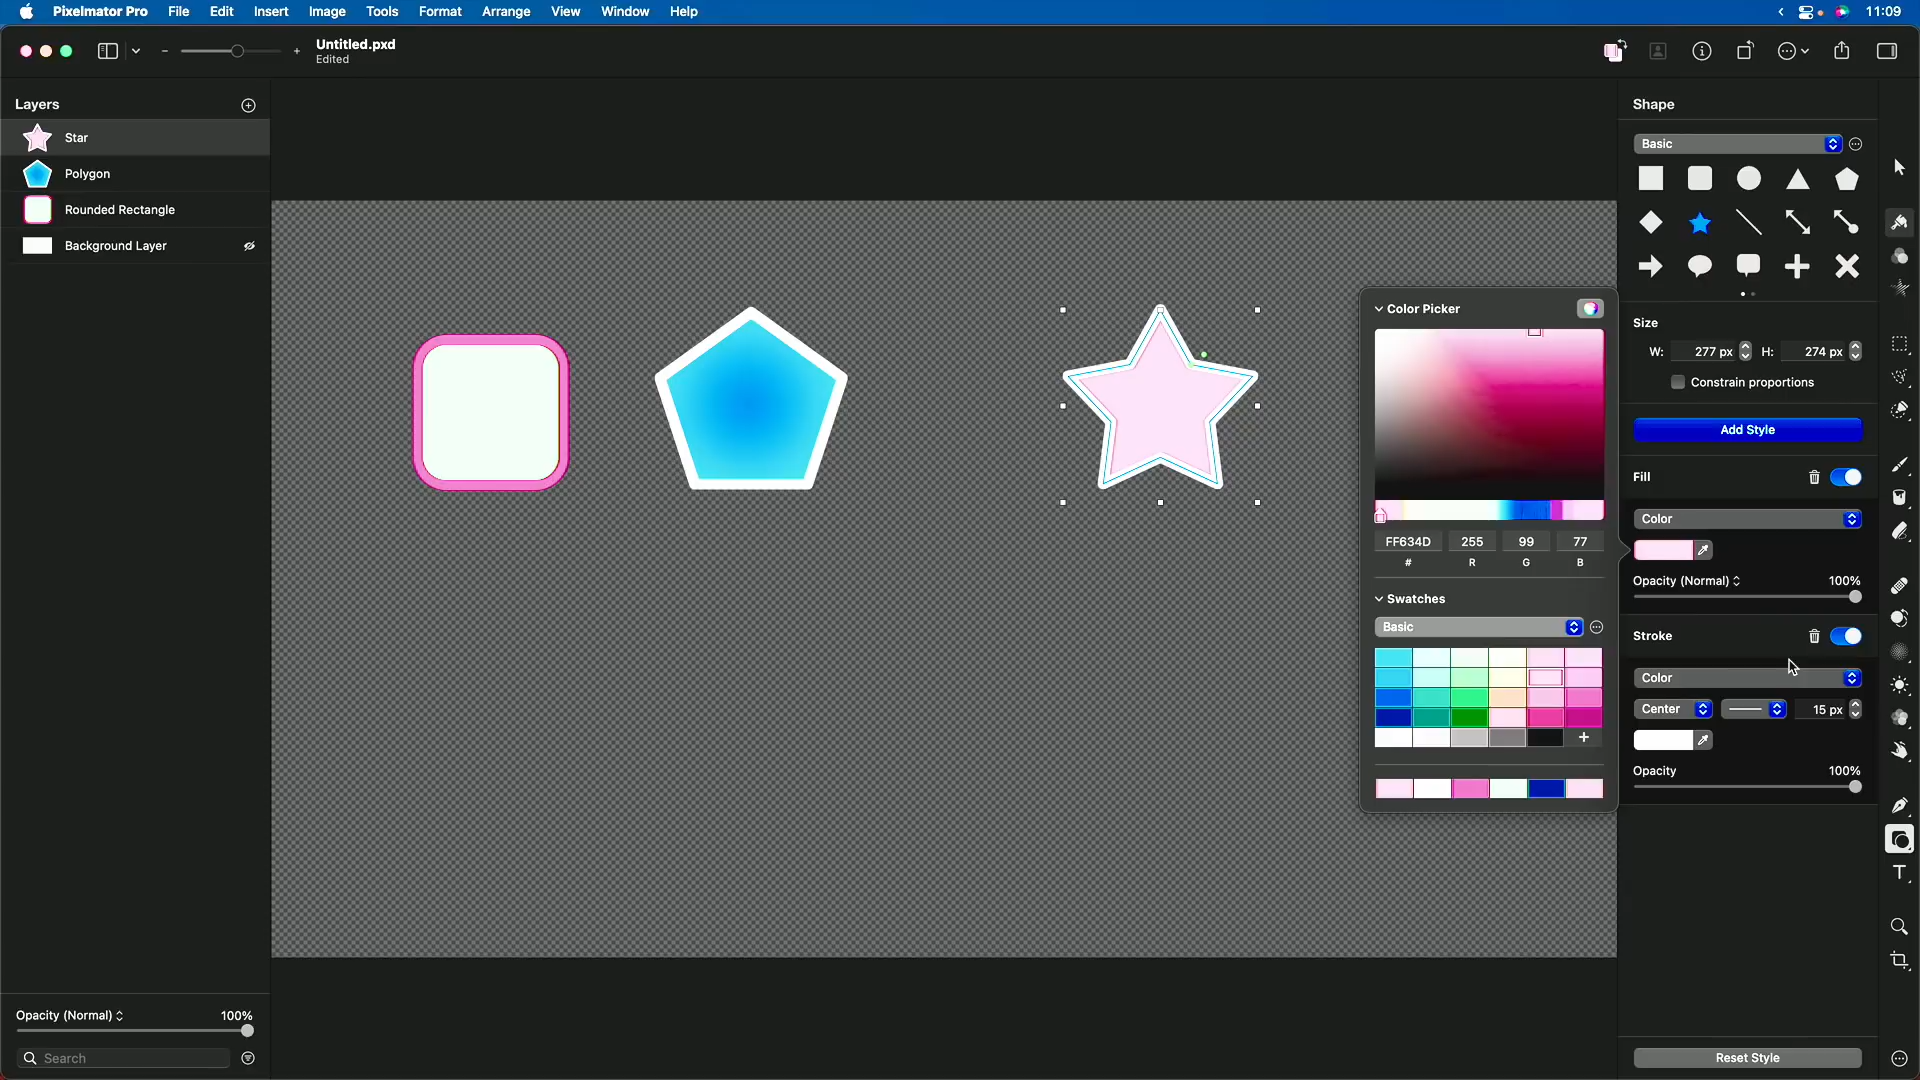 Pixelmator Pro File Edit Insert Image Tools Format Arrange View Window Help 11:09
Untitled.pxd
Edited
Layers
Star
Polygon
Rounded Rectangle
Background Layer
Opacity (Normal) 100%
Search
Color Picker
FF634D 255 99 77
# R G B
Swatches
Basic
Shape
Basic
Size
W: 277 px H: 274 px
Constrain proportions
Add Style
Fill
Color
Opacity (Normal) 100%
Stroke
Color
Center 15 px
Opacity 100%
Reset Style